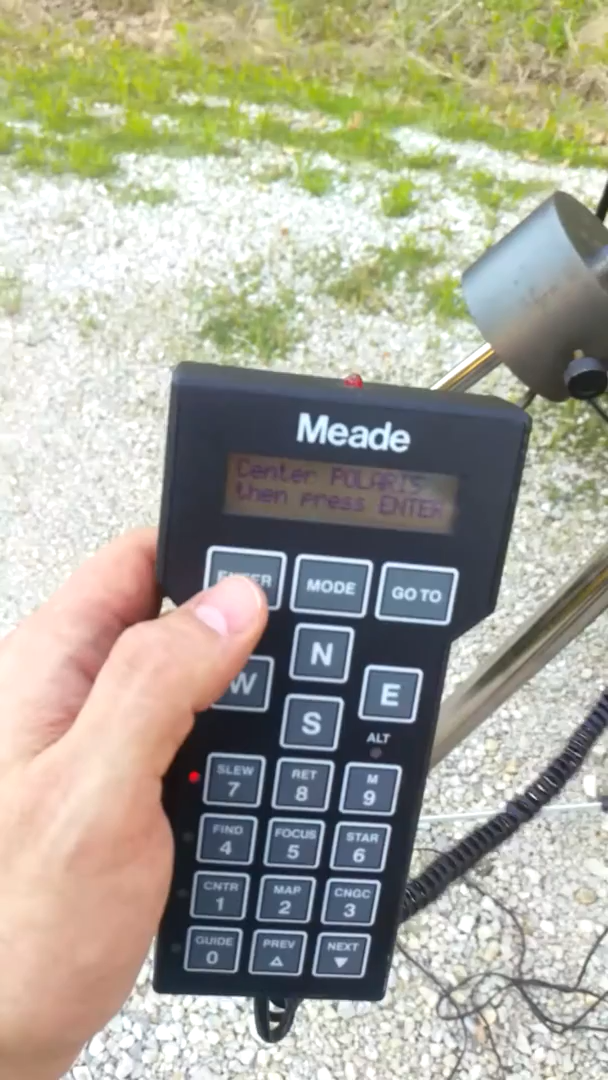 Meade
Center POLARIS
then press ENTER
ENTER MODE GO TO
N
W E
S
ALT
SLEW 7 RET 8 M 9
FIND 4 FOCUS 5 STAR 6
CNTR 1 MAP 2 CNGC 3
GUIDE 0 PREV △ NEXT ▼